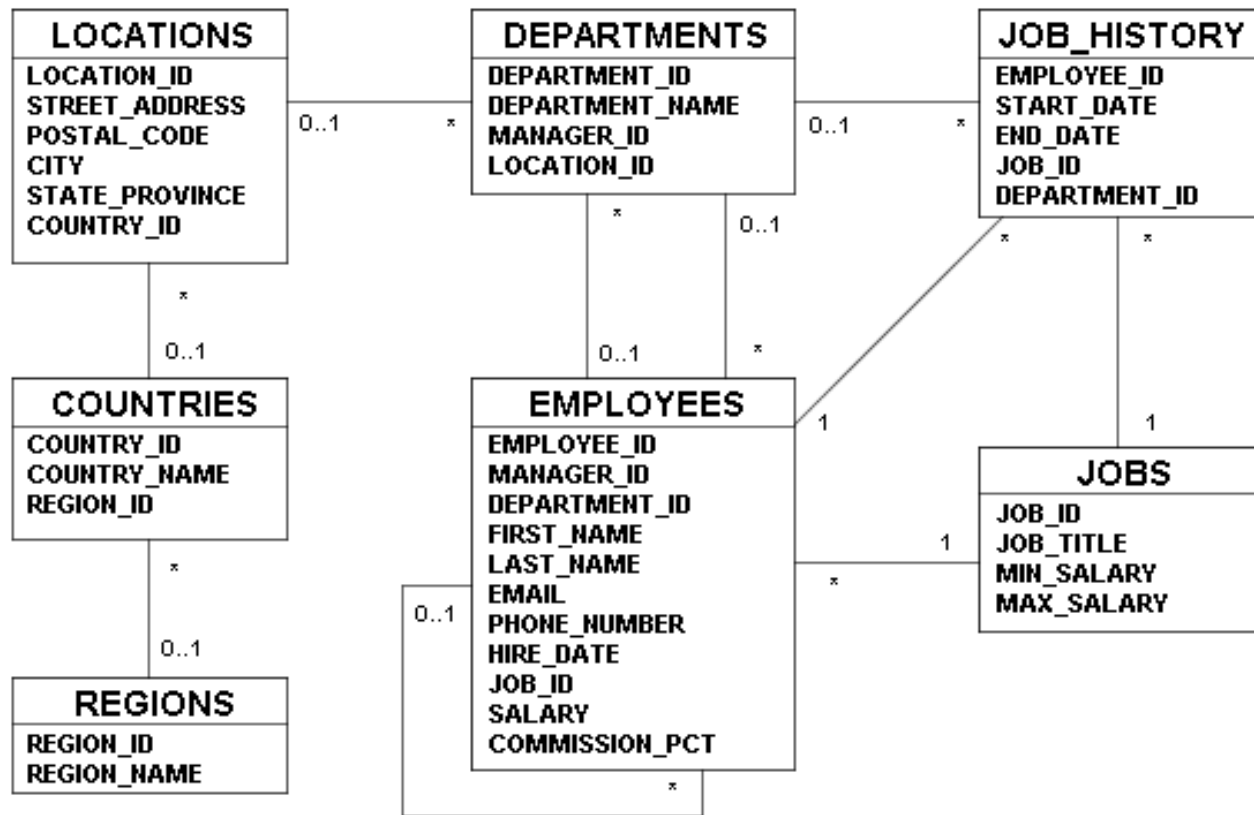 LOCATIONS
LOCATION_ID
STREET_ADDRESS
POSTAL_CODE
CITY
STATE_PROVINCE
COUNTRY_ID
0..1
*
DEPARTMENTS
DEPARTMENT_ID
DEPARTMENT_NAME
MANAGER_ID
LOCATION_ID
0..1
*
JOB_HISTORY
EMPLOYEE_ID
START_DATE
END_DATE
JOB_ID
DEPARTMENT_ID
*
0..1
*
0..1
*
0..1
*
*
1
1
COUNTRIES
COUNTRY_ID
COUNTRY_NAME
REGION_ID
*
0..1
EMPLOYEES
EMPLOYEE_ID
MANAGER_ID
DEPARTMENT_ID
FIRST_NAME
LAST_NAME
EMAIL
PHONE_NUMBER
HIRE_DATE
JOB_ID
SALARY
COMMISSION_PCT
0..1
*
1
*
JOBS
JOB_ID
JOB_TITLE
MIN_SALARY
MAX_SALARY
REGIONS
REGION_ID
REGION_NAME